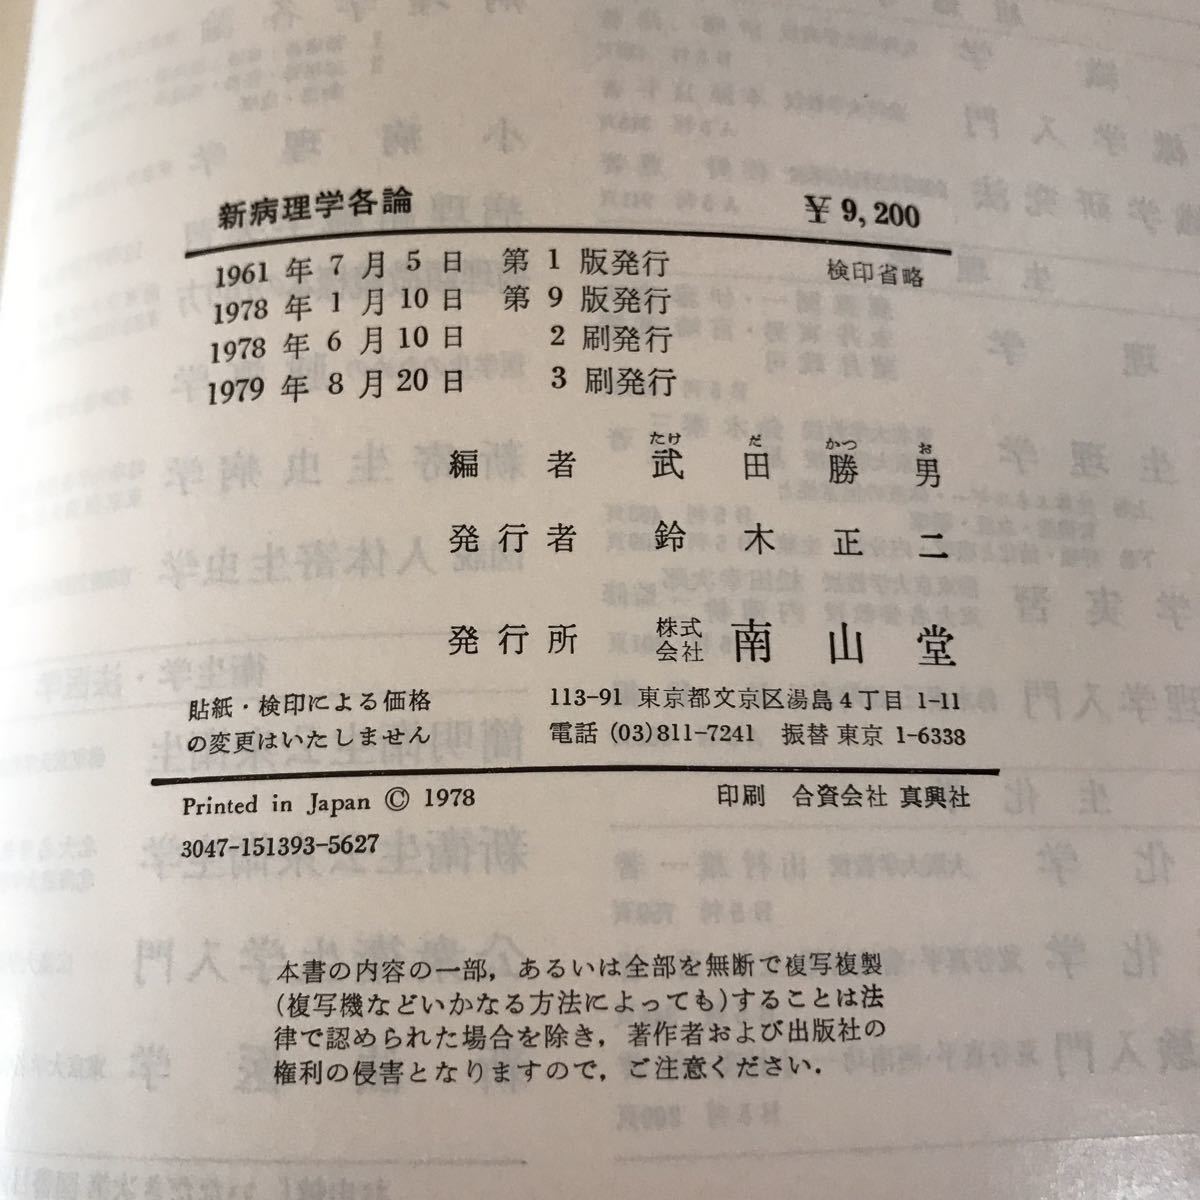 新病理学各論 ¥9,200
1961年7月5日 第1版発行 検印省略
1978年1月10日 第9版発行
1978年6月10日 2刷発行
1979年8月20日 3刷発行
たけ だ かつ お
編者 武田勝男
発行者 鈴木正二
発行所 株式会社 南山堂
貼紙・検印による価格
の変更はいたしません
113-91 東京都文京区湯島4丁目1-11
電話(03)811-7241 振替東京1-6338
Printed in Japan © 1978 印刷 合資会社 真興社
3047-151393-5627
本書の内容の一部,あるいは全部を無断で複写複製
(複写機などいかなる方法によっても)することは法
律で認められた場合を除き,著作者および出版社の
権利の侵害となりますので,ご注意ください.